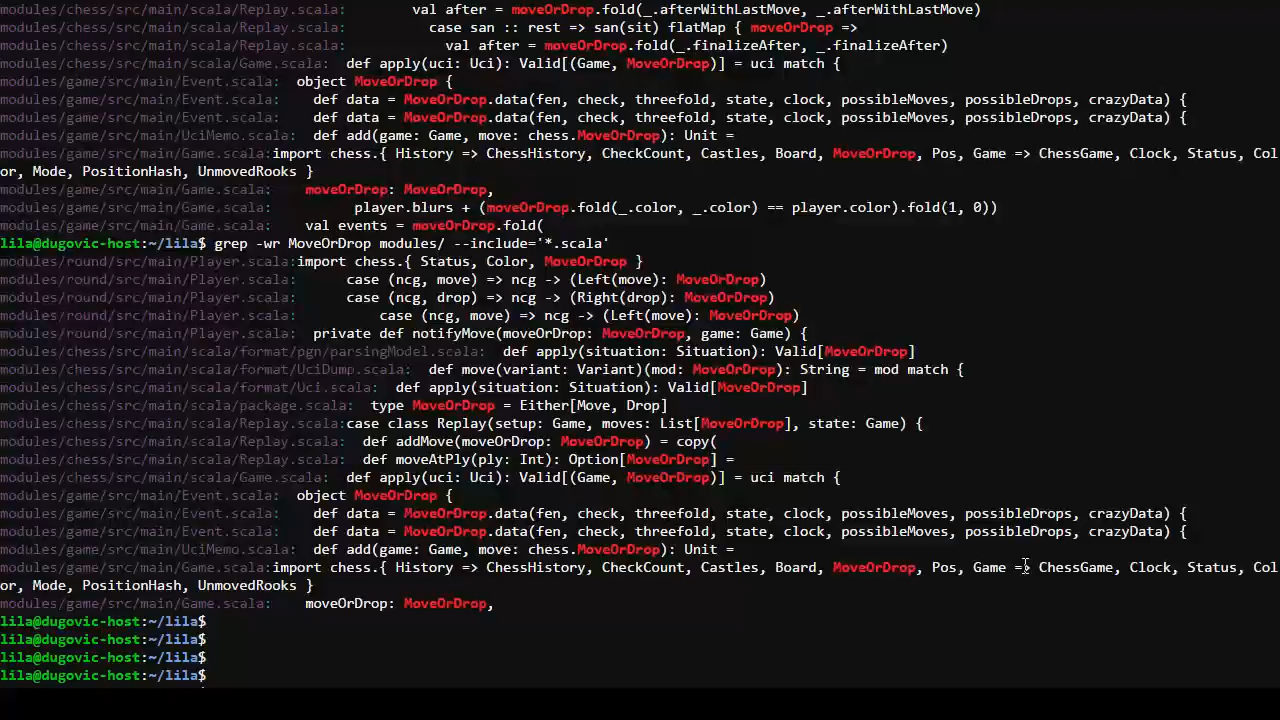 modules/chess/src/main/scala/Replay.scala:        val after = moveOrDrop.fold(_.afterWithLastMove, _.afterWithLastMove)
modules/chess/src/main/scala/Replay.scala:          case san :: rest => san(sit) flatMap { moveOrDrop =>
modules/chess/src/main/scala/Replay.scala:            val after = moveOrDrop.fold(_.finalizeAfter, _.finalizeAfter)
modules/chess/src/main/scala/Game.scala:  def apply(uci: Uci): Valid[(Game, MoveOrDrop)] = uci match {
modules/game/src/main/Event.scala:  object MoveOrDrop {
modules/game/src/main/Event.scala:    def data = MoveOrDrop.data(fen, check, threefold, state, clock, possibleMoves, possibleDrops, crazyData) {
modules/game/src/main/Event.scala:    def data = MoveOrDrop.data(fen, check, threefold, state, clock, possibleMoves, possibleDrops, crazyData) {
modules/game/src/main/UciMemo.scala:  def add(game: Game, move: chess.MoveOrDrop): Unit =
modules/game/src/main/Game.scala:import chess.{ History => ChessHistory, CheckCount, Castles, Board, MoveOrDrop, Pos, Game => ChessGame, Clock, Status, Col
or, Mode, PositionHash, UnmovedRooks }
modules/game/src/main/Game.scala:    moveOrDrop: MoveOrDrop,
modules/game/src/main/Game.scala:          player.blurs + (moveOrDrop.fold(_.color, _.color) == player.color).fold(1, 0))
modules/game/src/main/Game.scala:    val events = moveOrDrop.fold(
lila@dugovic-host:~/lila$ grep -wr MoveOrDrop modules/ --include='*.scala'
modules/round/src/main/Player.scala:import chess.{ Status, Color, MoveOrDrop }
modules/round/src/main/Player.scala:      case (ncg, move) => ncg -> (Left(move): MoveOrDrop)
modules/round/src/main/Player.scala:      case (ncg, drop) => ncg -> (Right(drop): MoveOrDrop)
modules/round/src/main/Player.scala:          case (ncg, move) => ncg -> (Left(move): MoveOrDrop)
modules/round/src/main/Player.scala:  private def notifyMove(moveOrDrop: MoveOrDrop, game: Game) {
modules/chess/src/main/scala/format/pgn/parsingModel.scala:  def apply(situation: Situation): Valid[MoveOrDrop]
modules/chess/src/main/scala/format/UciDump.scala:  def move(variant: Variant)(mod: MoveOrDrop): String = mod match {
modules/chess/src/main/scala/format/Uci.scala:  def apply(situation: Situation): Valid[MoveOrDrop]
modules/chess/src/main/scala/package.scala:  type MoveOrDrop = Either[Move, Drop]
modules/chess/src/main/scala/Replay.scala:case class Replay(setup: Game, moves: List[MoveOrDrop], state: Game) {
modules/chess/src/main/scala/Replay.scala:  def addMove(moveOrDrop: MoveOrDrop) = copy(
modules/chess/src/main/scala/Replay.scala:  def moveAtPly(ply: Int): Option[MoveOrDrop] =
modules/chess/src/main/scala/Game.scala:  def apply(uci: Uci): Valid[(Game, MoveOrDrop)] = uci match {
modules/game/src/main/Event.scala:  object MoveOrDrop {
modules/game/src/main/Event.scala:    def data = MoveOrDrop.data(fen, check, threefold, state, clock, possibleMoves, possibleDrops, crazyData) {
modules/game/src/main/Event.scala:    def data = MoveOrDrop.data(fen, check, threefold, state, clock, possibleMoves, possibleDrops, crazyData) {
modules/game/src/main/UciMemo.scala:  def add(game: Game, move: chess.MoveOrDrop): Unit =
modules/game/src/main/Game.scala:import chess.{ History => ChessHistory, CheckCount, Castles, Board, MoveOrDrop, Pos, Game => ChessGame, Clock, Status, Col
or, Mode, PositionHash, UnmovedRooks }
modules/game/src/main/Game.scala:    moveOrDrop: MoveOrDrop,
lila@dugovic-host:~/lila$
lila@dugovic-host:~/lila$
lila@dugovic-host:~/lila$
lila@dugovic-host:~/lila$